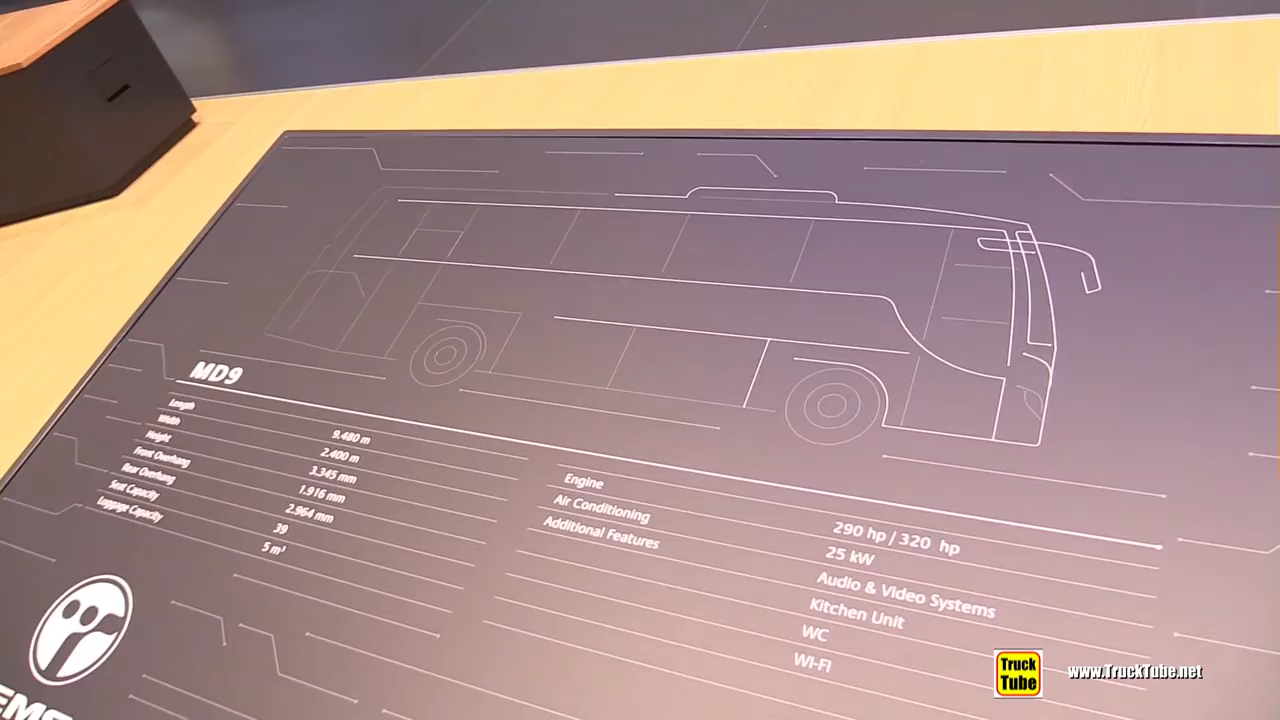 MD9
Length 9.480 m
Width 2.400 m
Height 3.345 mm
Front Overhang 1.916 mm
Rear Overhang 2.964 mm
Seat Capacity 39
Luggage Capacity 5 m³
Engine 290 hp / 320 hp
Air Conditioning 25 kW
Additional Features Audio & Video Systems
Kitchen Unit
WC
WI-FI
EMS
Truck
Tube
www.TruckTube.net